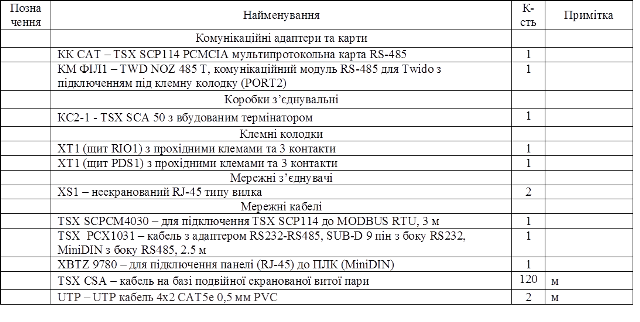 Позна
чення
Найменування
К-
сть
Примітка
Комунікаційні адаптери та карти
КК САТ – TSX SCP114 PCMCIA мультипротокольна карта RS-485 1
КМ ФІЛ1 – TWD NOZ 485 T, комунікаційний модуль RS-485 для Twido з 1
підключенням під клемну колодку (PORT2)
Коробки з’єднувальні
КС2-1 - TSX SCA 50 з вбудованим термінатором 1
Клемні колодки
XT1 (щит RIO1) з прохідними клемами та 3 контакти 1
XT1 (щит PDS1) з прохідними клемами та 3 контакти 1
Мережні з’єднувачі
XS1 – неекранований RJ-45 типу вилка 2
Мережні кабелі
TSX SCPCM4030 – для підключення TSX SCP114 до MODBUS RTU, 3 м 1
TSX PCX1031 – кабель з адаптером RS232-RS485, SUB-D 9 пін з боку RS232, 1
MiniDIN з боку RS485, 2.5 м
XBTZ 9780 – для підключення панелі (RJ-45) до ПЛК (MiniDIN) 1
TSX CSA – кабель на базі подвійної екранованої витої пари 120 м
UTP – UTP кабель 4x2 CAT5e 0,5 мм PVC 2 м